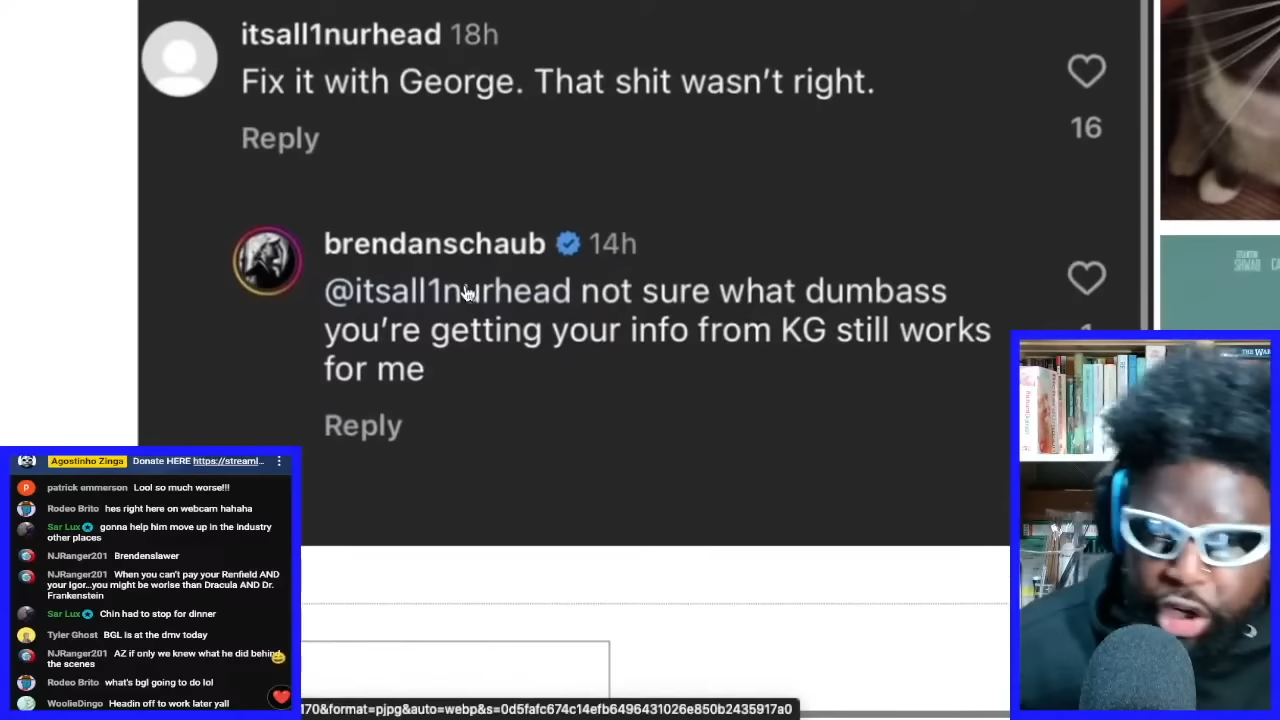 itsall1nurhead 18h
Fix it with George. That shit wasn't right.
16
Reply
brendanschaub 14h
@itsall1nurhead not sure what dumbass
you're getting your info from KG still works
for me
Reply
Agostinho Zinga Donate HERE https://streaml...
patrick emmerson Lool so much worse!!!
Rodeo Brito hes right here on webcam hahaha
Sar Lux gonna help him move up in the industry
other places
NJRanger201 Brendenslawer
NJRanger201 When you can't pay your Renfield AND
your Igor...you might be worlse than Dracula AND Dr.
Frankenstein
Sar Lux Chin had to stop for dinner
Tyler Ghost BGL is at the dmv today
NJRanger201 AZ if only we knew what he did behind
the scenes
Rodeo Brito what's bgl going to do lol
WoolieDingo Headin off to work later yall
170&format=pjpg&auto=webp&s=0d5fafc674c14efb6496431026e850b2435917a0